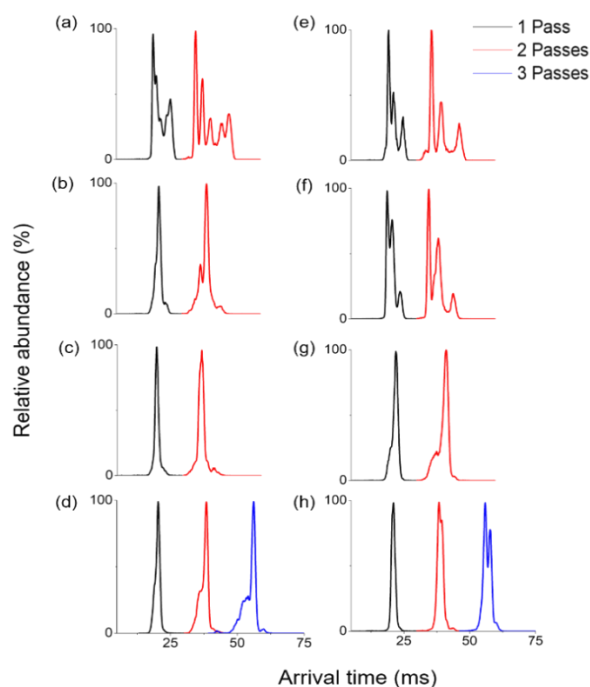 (a)
(e)
1 Pass
2 Passes
3 Passes
100
100
0
0
(b)
(f)
100
100
0
0
(c)
(g)
100
100
0
0
(d)
(h)
100
100
0
0
25
50
75
25
50
75
Relative abundance (%)
Arrival time (ms)